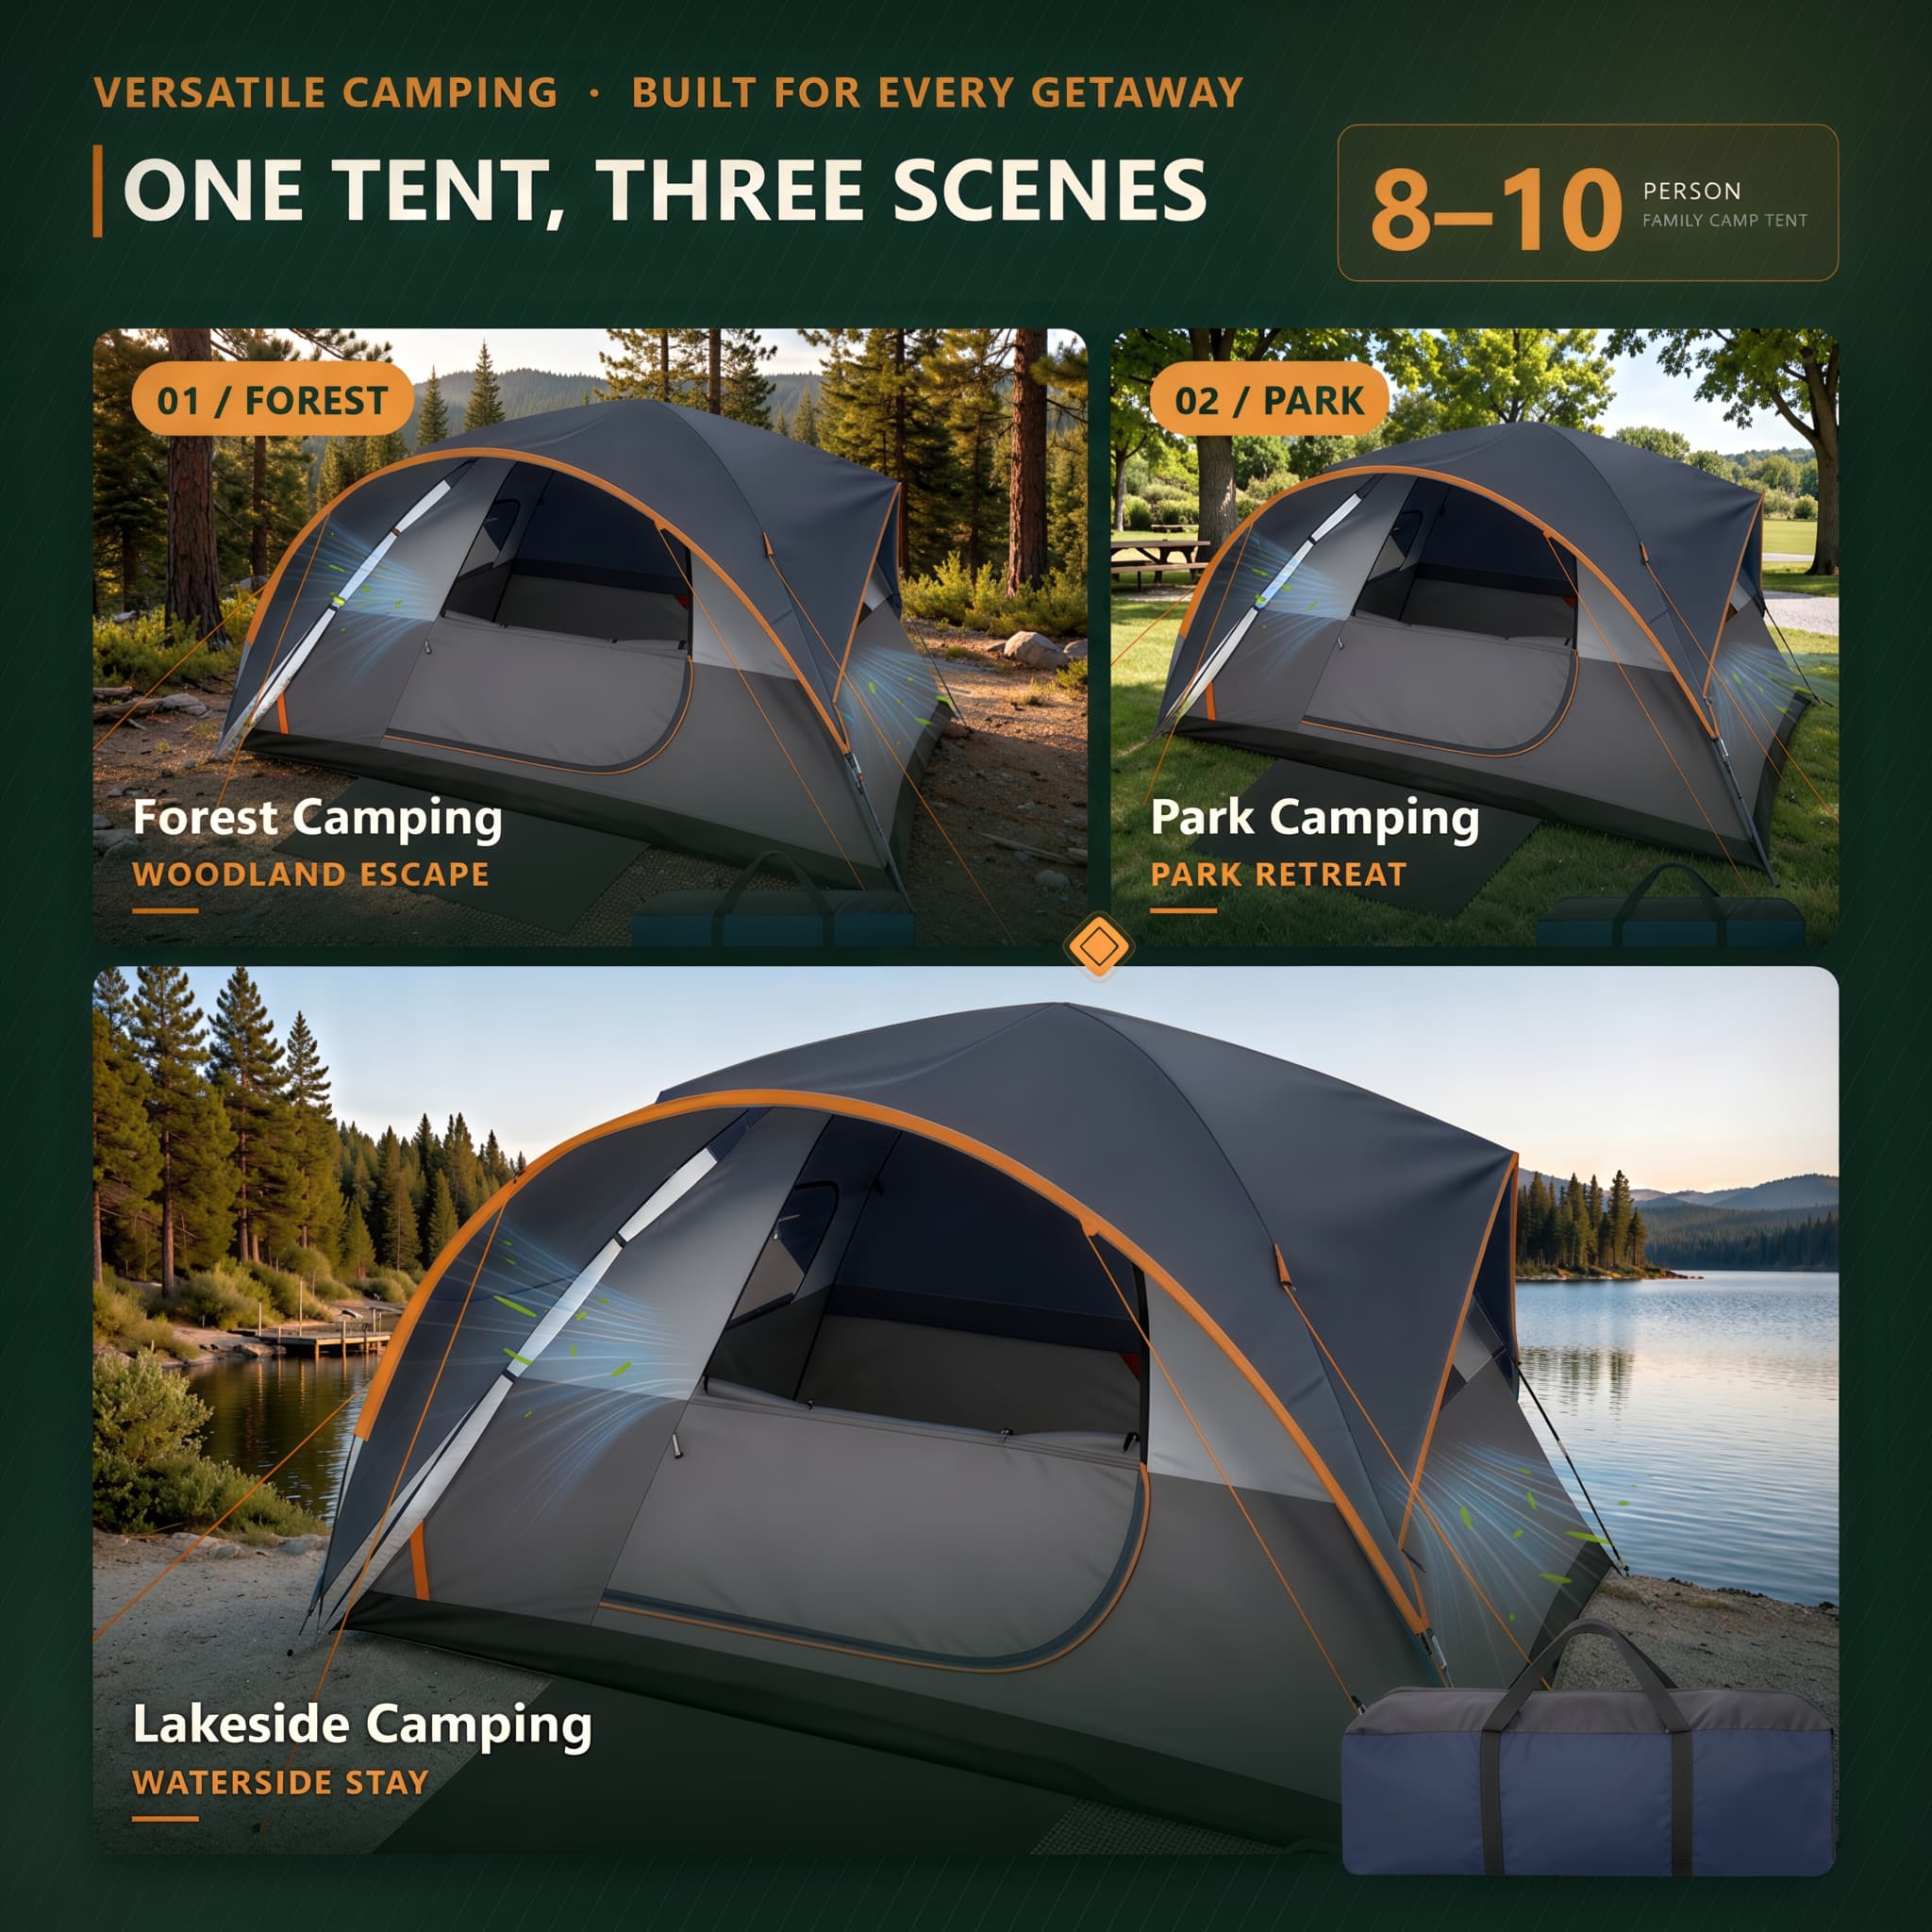 VERSATILE CAMPING · BUILT FOR EVERY GETAWAY
ONE TENT, THREE SCENES
8–10
PERSON
FAMILY CAMP TENT
01 / FOREST
Forest Camping
WOODLAND ESCAPE
02 / PARK
Park Camping
PARK RETREAT
Lakeside Camping
WATERSIDE STAY